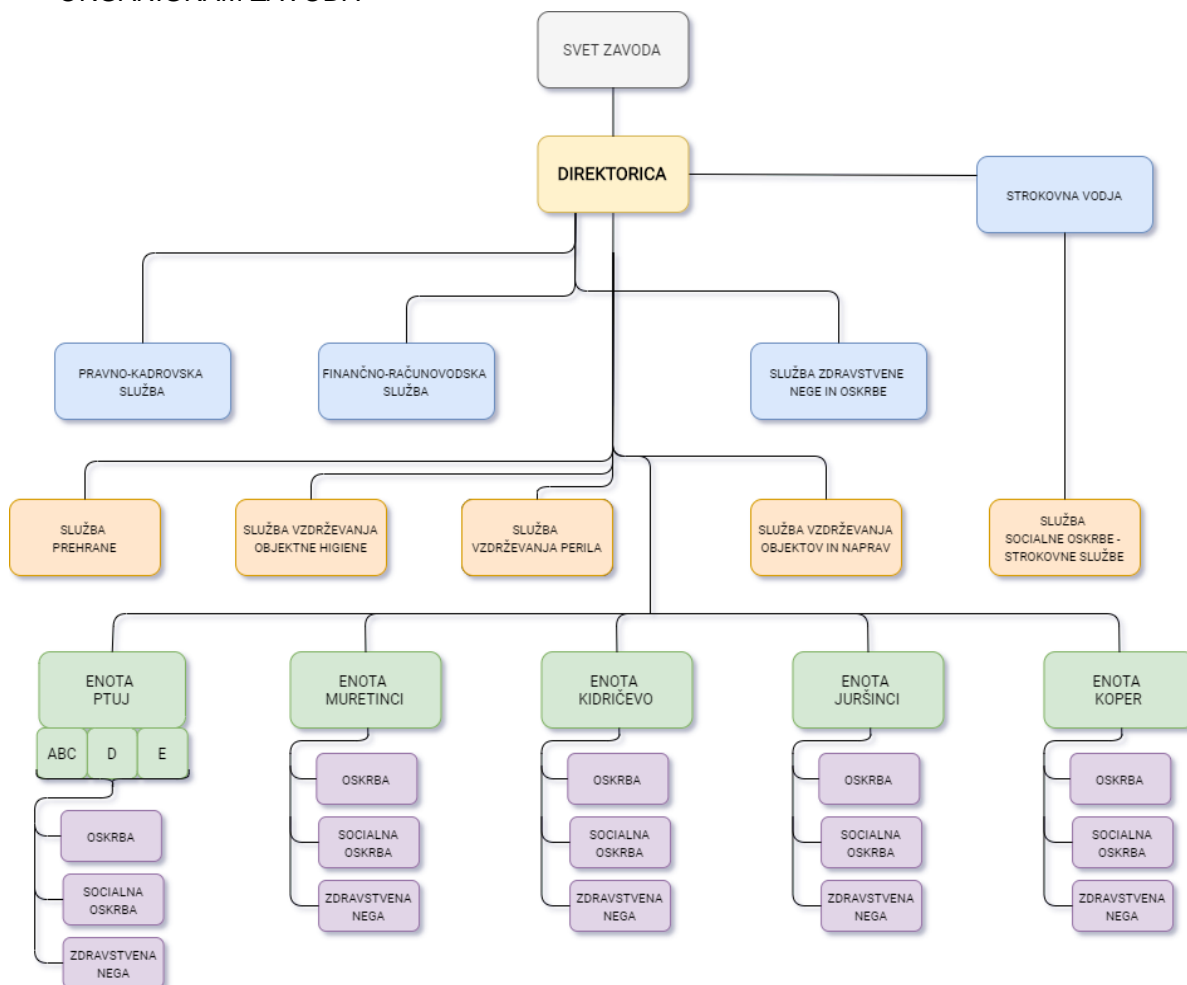 ORGANIGRAM ZAVODA
SVET ZAVODA
DIREKTORICA
STROKOVNA VODJA
PRAVNO-KADROVSKA
SLUŽBA
FINANČNO-RAČUNOVODSKA
SLUŽBA
SLUŽBA ZDRAVSTVENE
NEGE IN OSKRBE
SLUŽBA
PREHRANE
SLUŽBA VZDRŽEVANJA
OBJEKTNE HIGIENE
SLUŽBA
VZDRŽEVANJA PERILA
SLUŽBA VZDRŽEVANJA
OBJEKTOV IN NAPRAV
SLUŽBA
SOCIALNE OSKRBE -
STROKOVNE SLUŽBE
ENOTA
PTUJ
ABC
D
E
OSKRBA
SOCIALNA
OSKRBA
ZDRAVSTVENA
NEGA
ENOTA
MURETINCI
OSKRBA
SOCIALNA
OSKRBA
ZDRAVSTVENA
NEGA
ENOTA
KIDRIČEVO
OSKRBA
SOCIALNA
OSKRBA
ZDRAVSTVENA
NEGA
ENOTA
JURŠINCI
OSKRBA
SOCIALNA
OSKRBA
ZDRAVSTVENA
NEGA
ENOTA
KOPER
OSKRBA
SOCIALNA
OSKRBA
ZDRAVSTVENA
NEGA